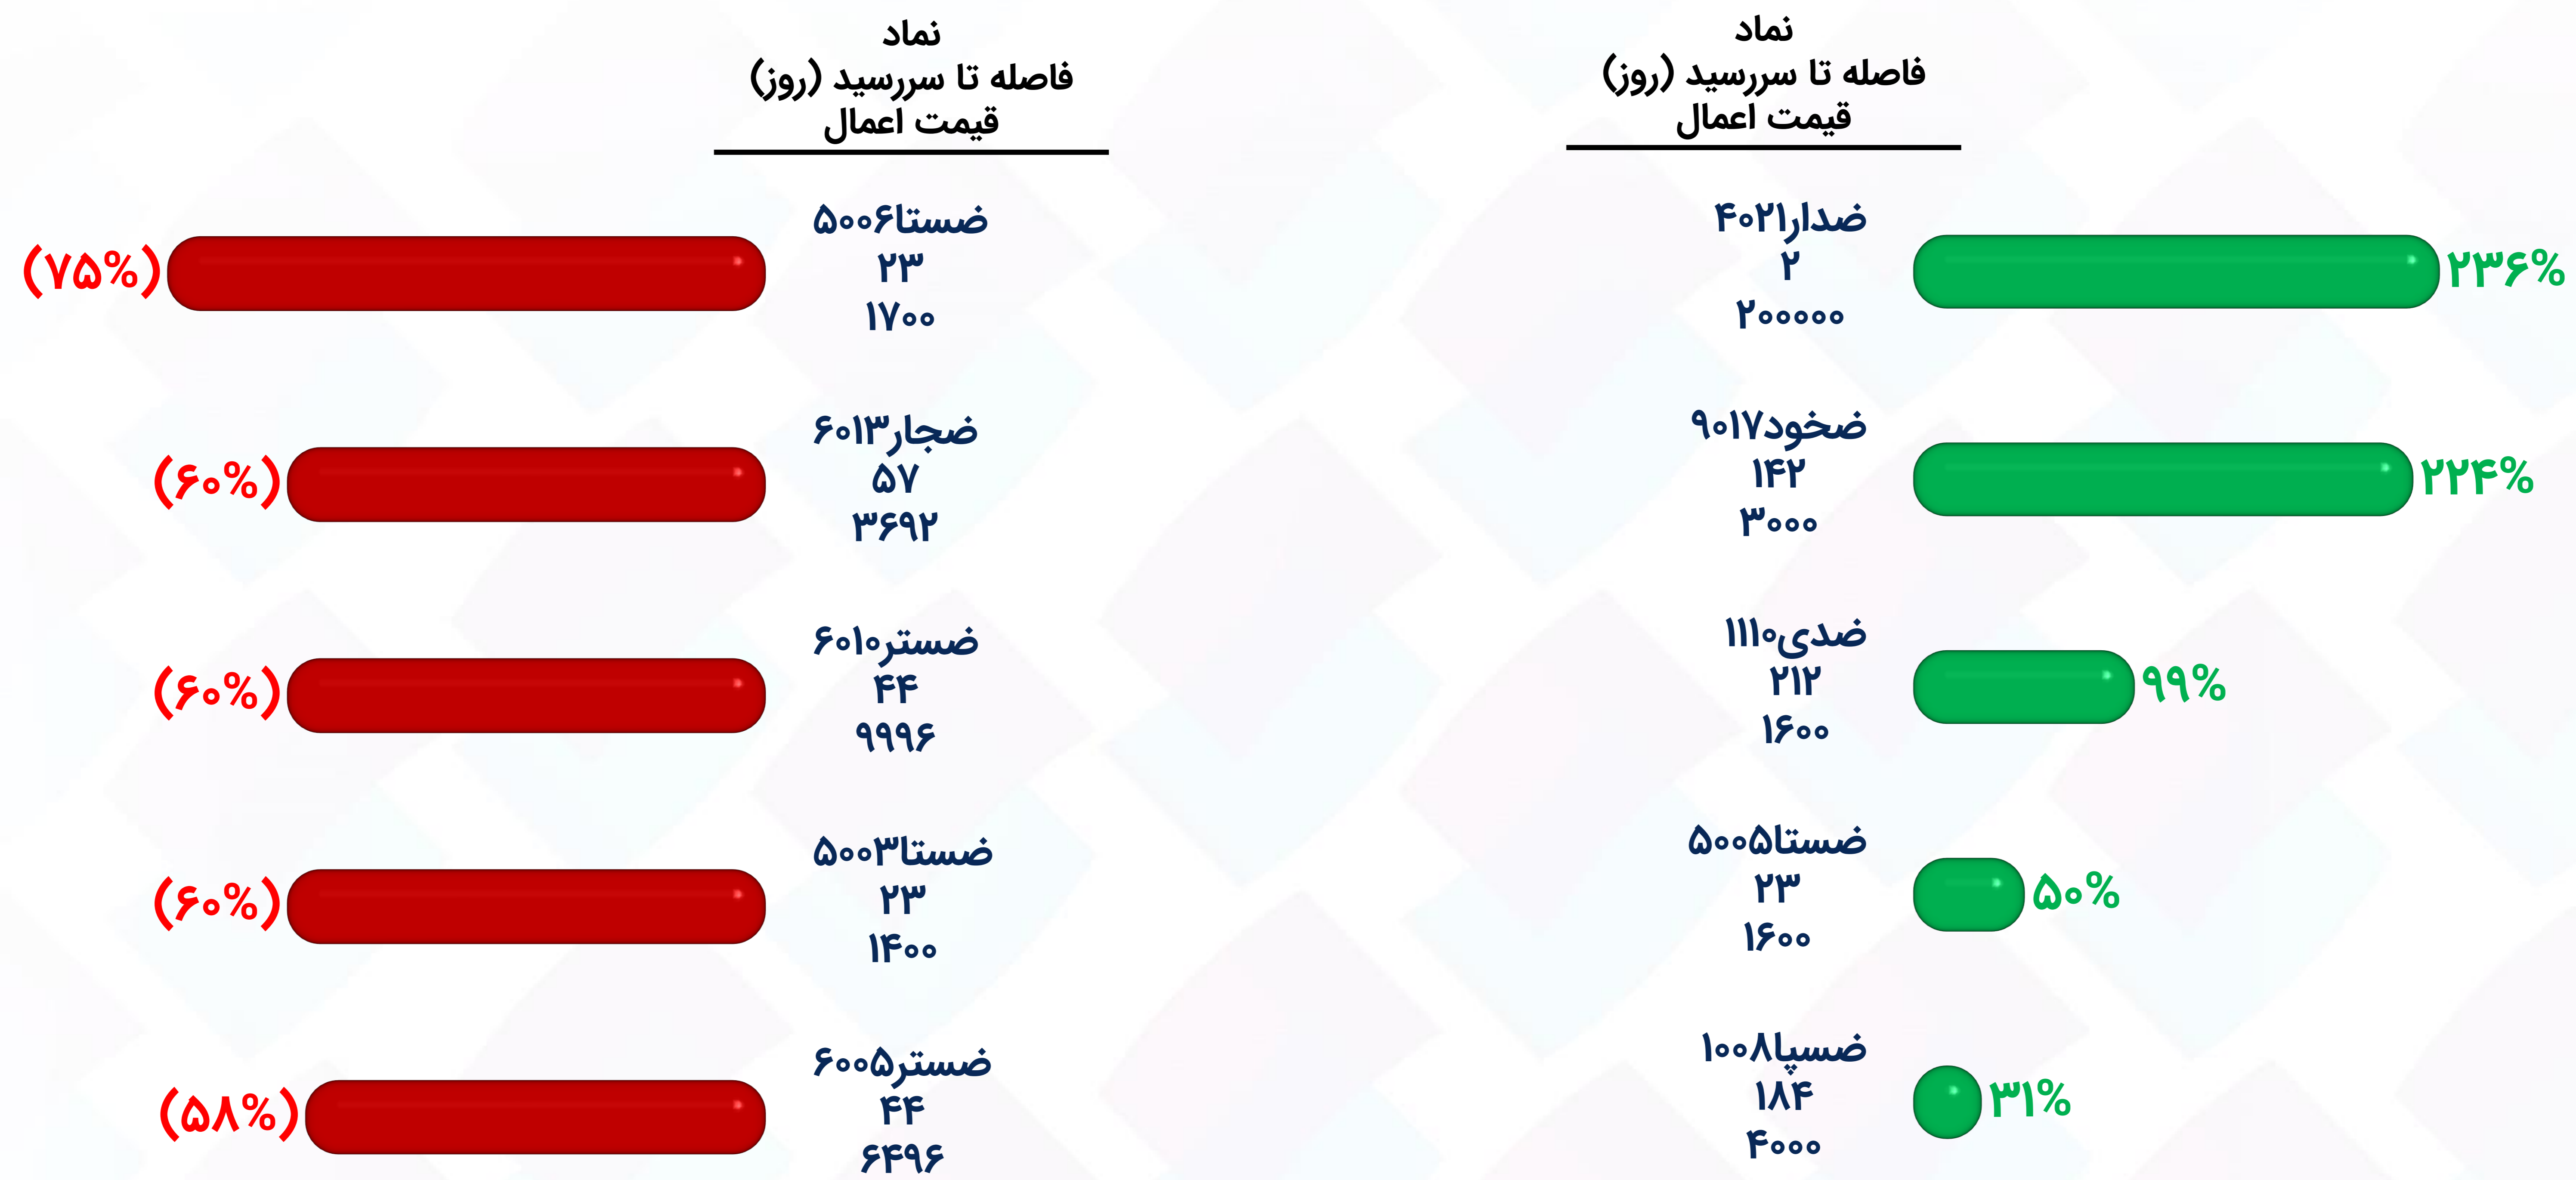 نماد
فاصله تا سررسید (روز)
قیمت اعمال
ضدار۴۰۲۱
۲
۲۰۰۰۰۰
۲۳۶%
ضخود۹۰۱۷
۱۴۲
۳۰۰۰
۲۲۴%
ضدی۱۱۱۰
۲۱۲
۱۶۰۰
۹۹%
ضستا۵۰۰۵
۲۳
۱۶۰۰
۵۰%
ضسپا۱۰۰۸
۱۸۴
۴۰۰۰
۳۱%
نماد
فاصله تا سررسید (روز)
قیمت اعمال
ضستا۵۰۰۶
۲۳
۱۷۰۰
(۷۵%)
ضجار۶۰۱۳
۵۷
۳۶۹۲
(۶۰%)
ضستر۶۰۱۰
۴۴
۹۹۹۶
(۶۰%)
ضستا۵۰۰۳
۲۳
۱۴۰۰
(۶۰%)
ضستر۶۰۰۵
۴۴
۶۴۹۶
(۵۸%)